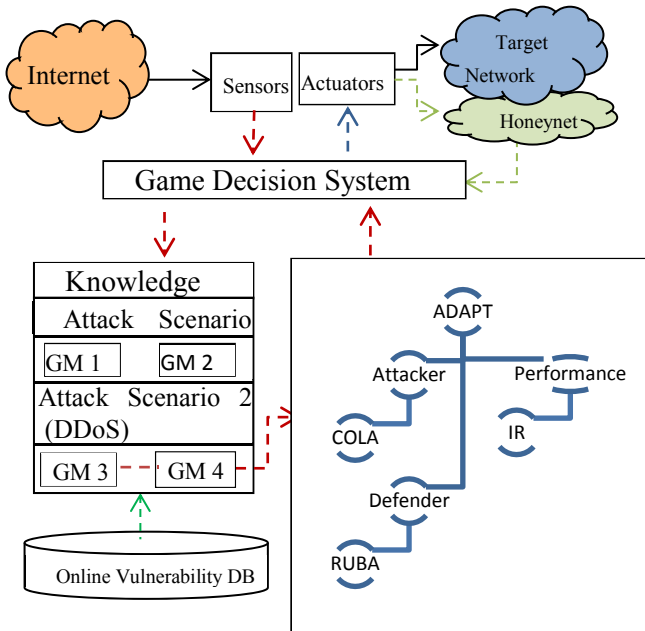 Internet
Sensors
Actuators
Target
Network
Honeynet
Game Decision System
Knowledge
Attack Scenario
GM 1
GM 2
Attack Scenario 2
(DDoS)
GM 3
GM 4
Online Vulnerability DB
ADAPT
Attacker
Performance
COLA
IR
Defender
RUBA